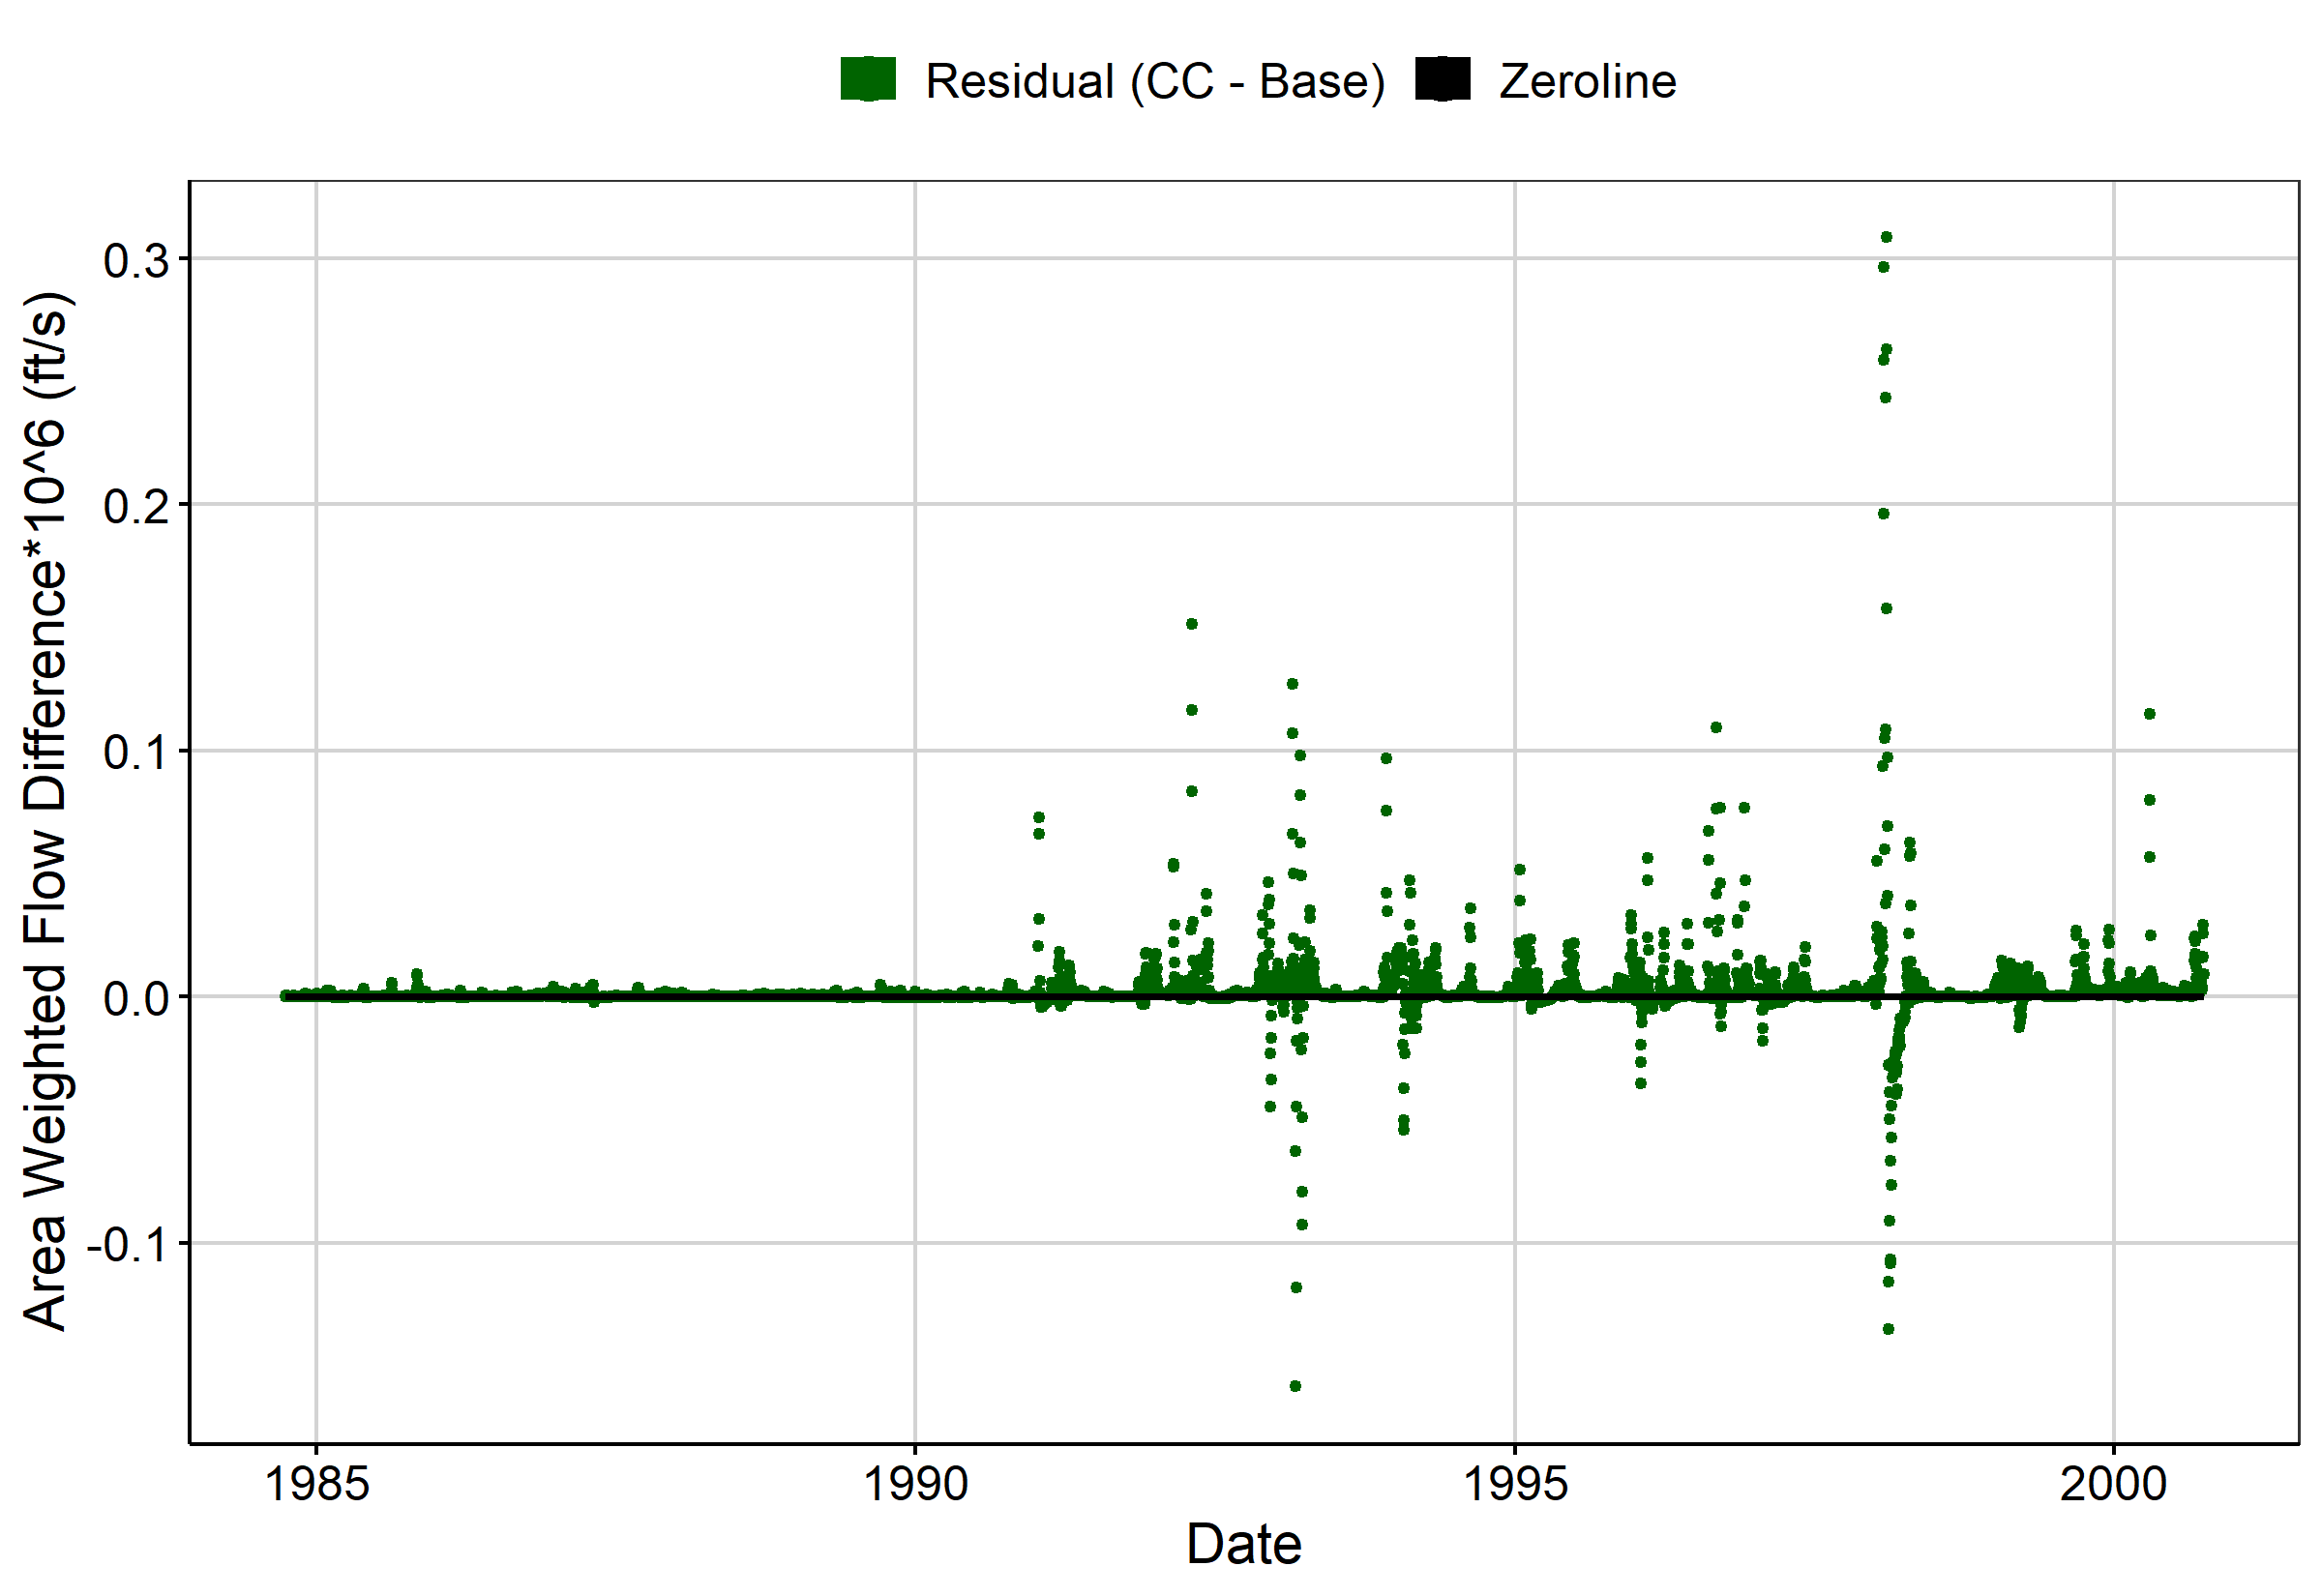 Residual (CC - Base) Zeroline
Area Weighted Flow Difference*10^6 (ft/s)
0.3
0.2
0.1
0.0
-0.1
1985 1990 1995 2000
Date